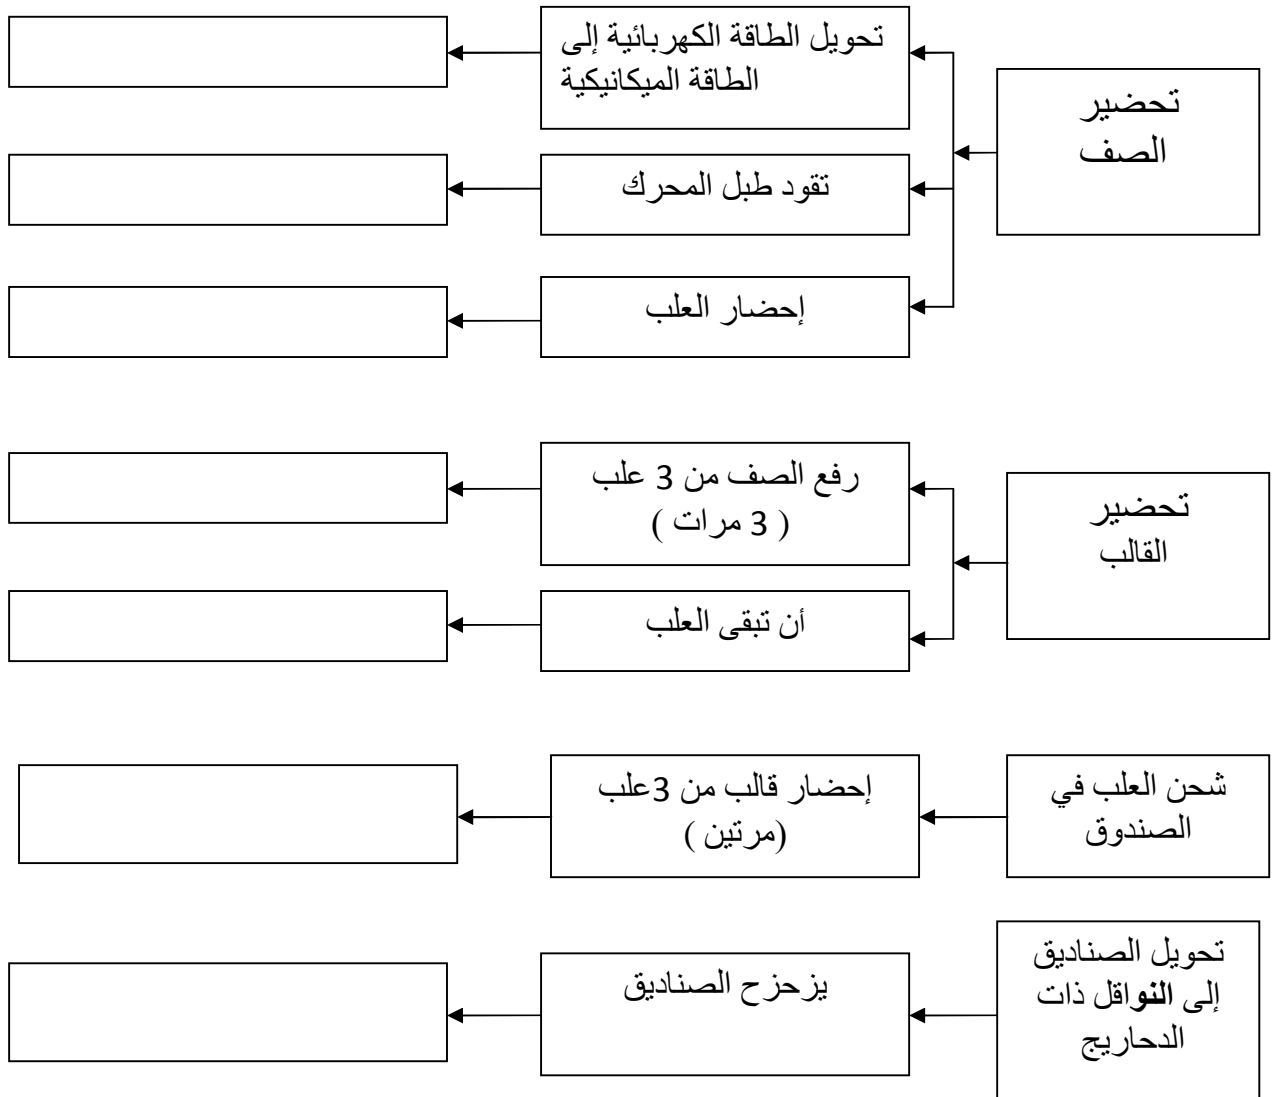 تحضير
الصف
تحويل الطاقة الكهربائية إلى
الطاقة الميكانيكية
تقود طبل المحرك
إحضار العلب
تحضير
القالب
رفع الصف من 3 علب
( 3 مرات )
أن تبقى العلب
شحن العلب في
الصندوق
إحضار قالب من 3علب
(مرتين )
تحويل الصناديق
إلى النواقل ذات
الدحاريج
يزحزح الصناديق